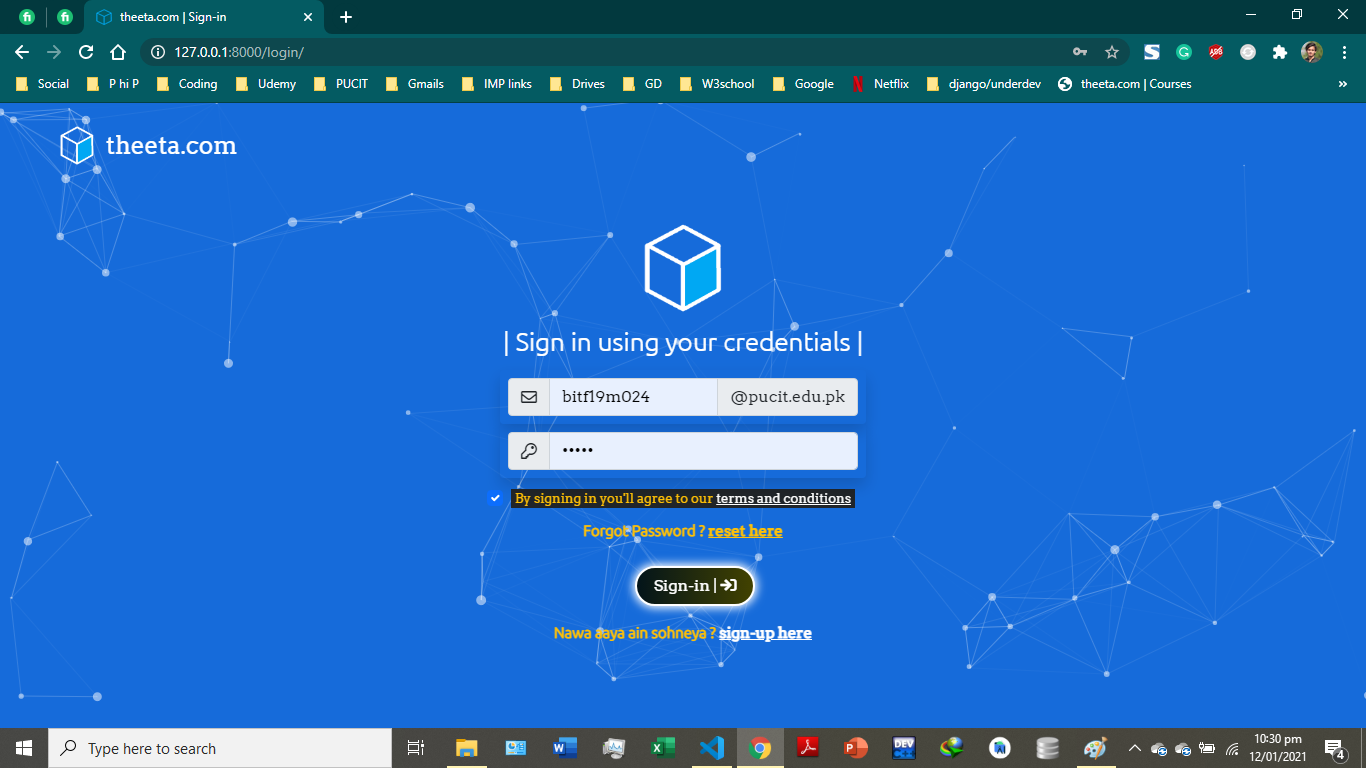 theeta.com | Sign-in
127.0.0.1:8000/login/
Social P hi P Coding Udemy PUCIT Gmails IMP links Drives GD W3school Google Netflix django/underdev theeta.com | Courses »
theeta.com
| Sign in using your credentials |
bitf19m024 @pucit.edu.pk
•••••
By signing in you'll agree to our terms and conditions
Forgot Password ? reset here
Sign-in |
Nawa aaya ain sohneya ? sign-up here
Type here to search
10:30 pm
12/01/2021
4